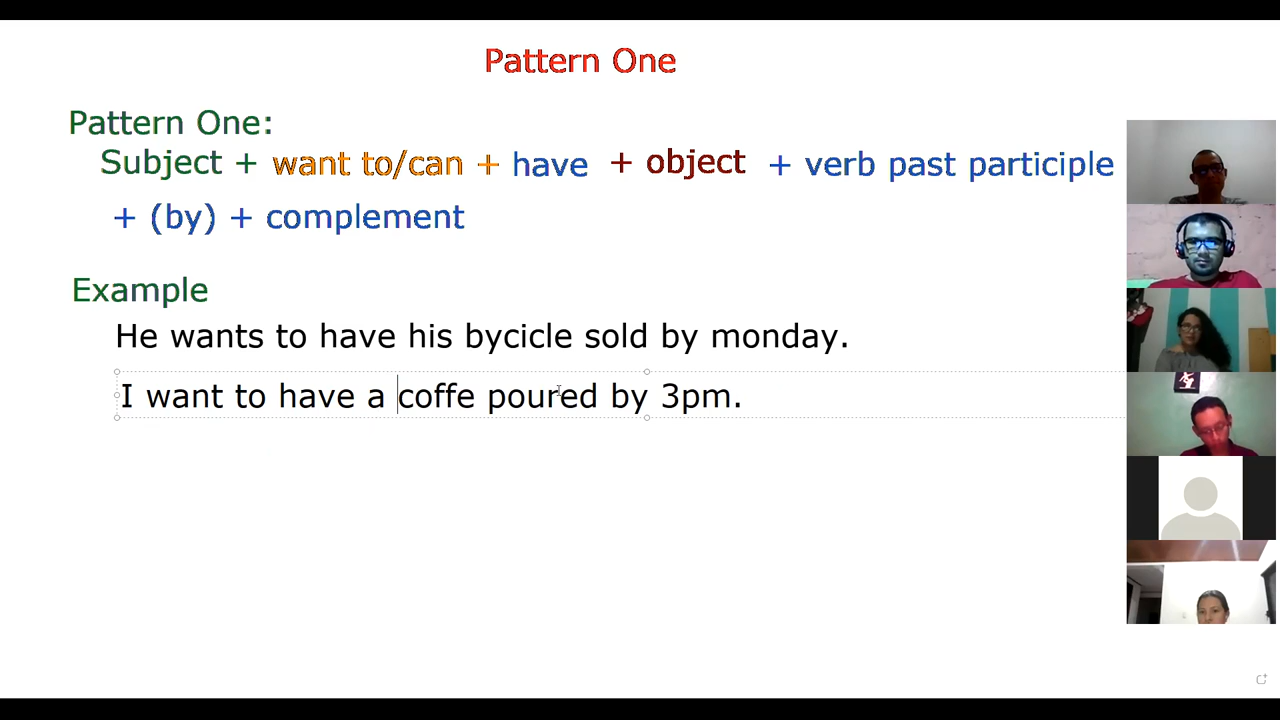 Pattern One
Pattern One:
Subject + want to/can + have + object + verb past participle
+ (by) + complement
Example
He wants to have his bycicle sold by monday.
I want to have a coffe poured by 3pm.